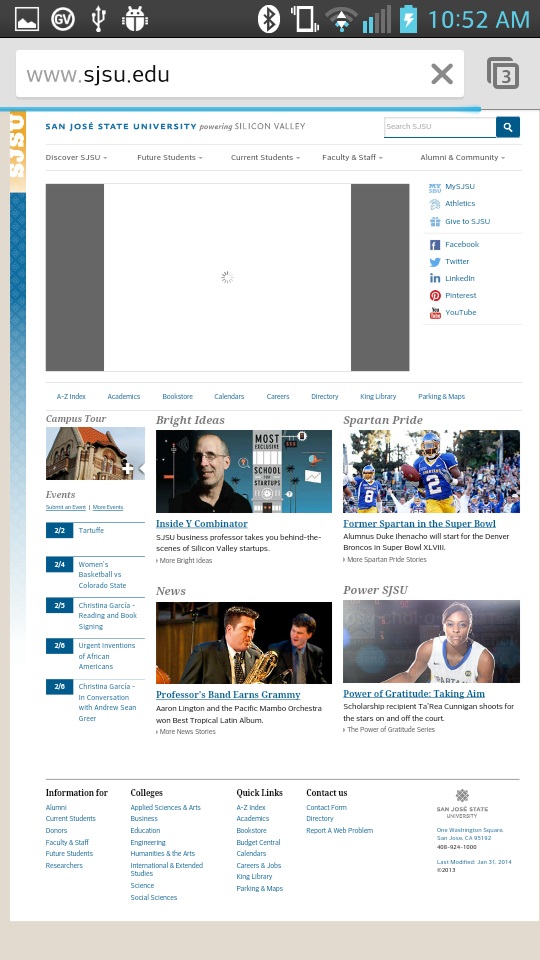 GV
10:52 AM
www.sjsu.edu
3
SJSU
SAN JOSÉ STATE UNIVERSITY powering SILICON VALLEY
Search SJSU
Discover SJSU
Future Students
Current Students
Faculty & Staff
Alumni & Community
MY SJSU
MySJSU
Athletics
Give to SJSU
Facebook
Twitter
LinkedIn
Pinterest
YouTube
A-Z Index
Academics
Bookstore
Calendars
Careers
Directory
King Library
Parking & Maps
Campus Tour
Events
Submit an Event | More Events
2/2 Tartuffe
2/4 Women's
Basketball vs
Colorado State
2/5 Christina García -
Reading and Book
Signing
2/6 Urgent Inventions
of African
Americans
2/6 Christina García -
In Conversation
with Andrew Sean
Greer
Bright Ideas
MOST
EXCLUSIVE
SCHOOL
FOR
STARTUPS
Inside Y Combinator
SJSU business professor takes you behind-the-
scenes of Silicon Valley startups.
› More Bright Ideas
News
Professor's Band Earns Grammy
Aaron Lington and the Pacific Mambo Orchestra
won Best Tropical Latin Album.
› More News Stories
Spartan Pride
8
2
Former Spartan in the Super Bowl
Alumnus Duke Ihenacho will start for the Denver
Broncos in Super Bowl XLVIII.
› More Spartan Pride Stories
Power SJSU
Power of Gratitude: Taking Aim
Scholarship recipient Ta'Rea Cunnigan shoots for
the stars on and off the court.
› The Power of Gratitude Series
Information for
Alumni
Current Students
Donors
Faculty & Staff
Future Students
Researchers
Colleges
Applied Sciences & Arts
Business
Education
Engineering
Humanities & the Arts
International & Extended
Studies
Science
Social Sciences
Quick Links
A-Z Index
Academics
Bookstore
Budget Central
Calendars
Careers & Jobs
King Library
Parking & Maps
Contact us
Contact Form
Directory
Report A Web Problem
SAN JOSÉ STATE
UNIVERSITY
One Washington Square,
San Jose, CA 95192
408-924-1000
Last Modified: Jan 31, 2014
©2013